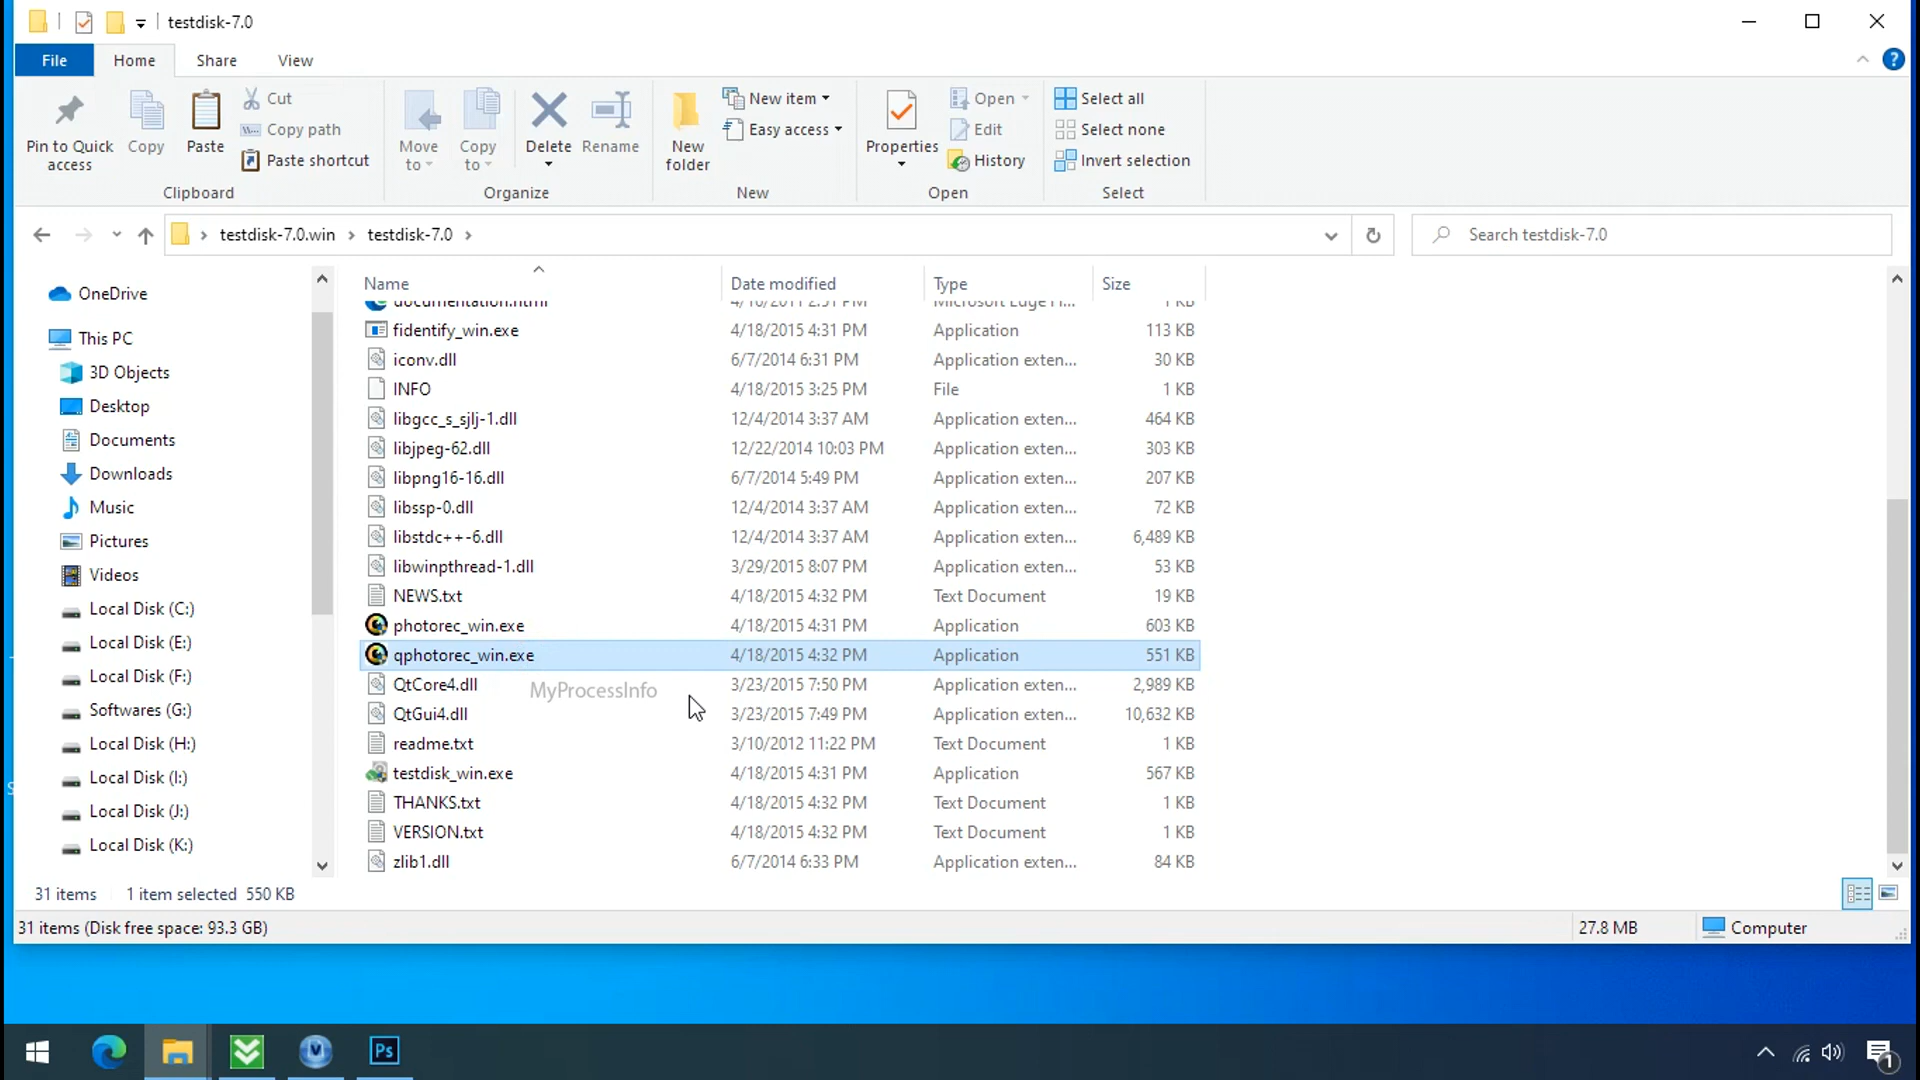 testdisk-7.0
File Home Share View
Pin to Quick access
Copy
Paste
Cut
Copy path
Paste shortcut
Clipboard
Move to
Copy to
Delete
Rename
Organize
New folder
New item
Easy access
New
Properties
Open
Edit
History
Open
Select all
Select none
Invert selection
Select
testdisk-7.0.win testdisk-7.0
Search testdisk-7.0
OneDrive
This PC
3D Objects
Desktop
Documents
Downloads
Music
Pictures
Videos
Local Disk (C:)
Local Disk (E:)
Local Disk (F:)
Softwares (G:)
Local Disk (H:)
Local Disk (I:)
Local Disk (J:)
Local Disk (K:)
Name Date modified Type Size
documentation.html 4/16/2011 2:51 PM Microsoft Edge H... 1 KB
fidentify_win.exe 4/18/2015 4:31 PM Application 113 KB
iconv.dll 6/7/2014 6:31 PM Application exten... 30 KB
INFO 4/18/2015 3:25 PM File 1 KB
libgcc_s_sjlj-1.dll 12/4/2014 3:37 AM Application exten... 464 KB
libjpeg-62.dll 12/22/2014 10:03 PM Application exten... 303 KB
libpng16-16.dll 6/7/2014 5:49 PM Application exten... 207 KB
libssp-0.dll 12/4/2014 3:37 AM Application exten... 72 KB
libstdc++-6.dll 12/4/2014 3:37 AM Application exten... 6,489 KB
libwinpthread-1.dll 3/29/2015 8:07 PM Application exten... 53 KB
NEWS.txt 4/18/2015 4:32 PM Text Document 19 KB
photorec_win.exe 4/18/2015 4:31 PM Application 603 KB
qphotorec_win.exe 4/18/2015 4:32 PM Application 551 KB
QtCore4.dll 3/23/2015 7:50 PM Application exten... 2,989 KB
MyProcessInfo
QtGui4.dll 3/23/2015 7:49 PM Application exten... 10,632 KB
readme.txt 3/10/2012 11:22 PM Text Document 1 KB
testdisk_win.exe 4/18/2015 4:31 PM Application 567 KB
THANKS.txt 4/18/2015 4:32 PM Text Document 1 KB
VERSION.txt 4/18/2015 4:32 PM Text Document 1 KB
zlib1.dll 6/7/2014 6:33 PM Application exten... 84 KB
31 items 1 item selected 550 KB
31 items (Disk free space: 93.3 GB) 27.8 MB Computer
Ps
1